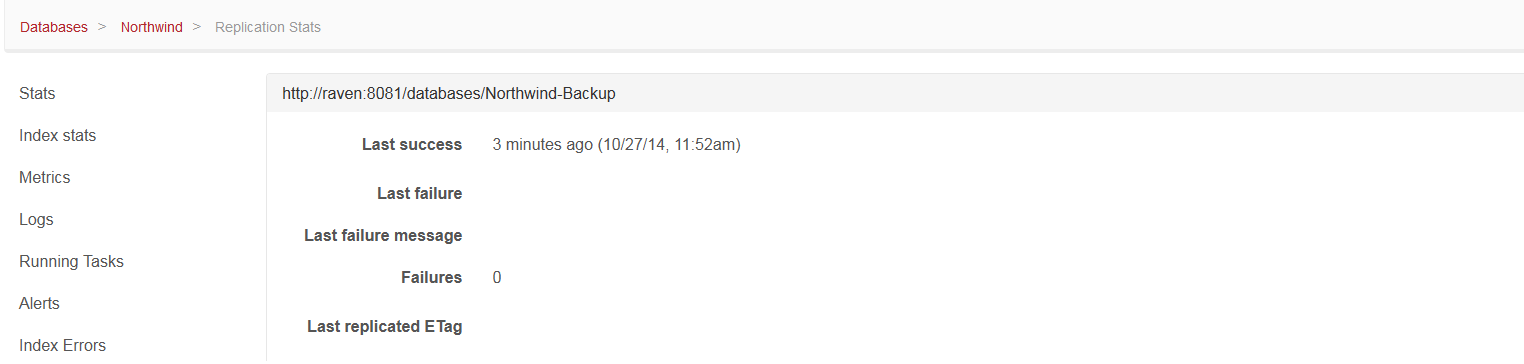 Databases > Northwind > Replication Stats
Stats
Index stats
Metrics
Logs
Running Tasks
Alerts
Index Errors
http://raven:8081/databases/Northwind-Backup
Last success 3 minutes ago (10/27/14, 11:52am)
Last failure
Last failure message
Failures 0
Last replicated ETag